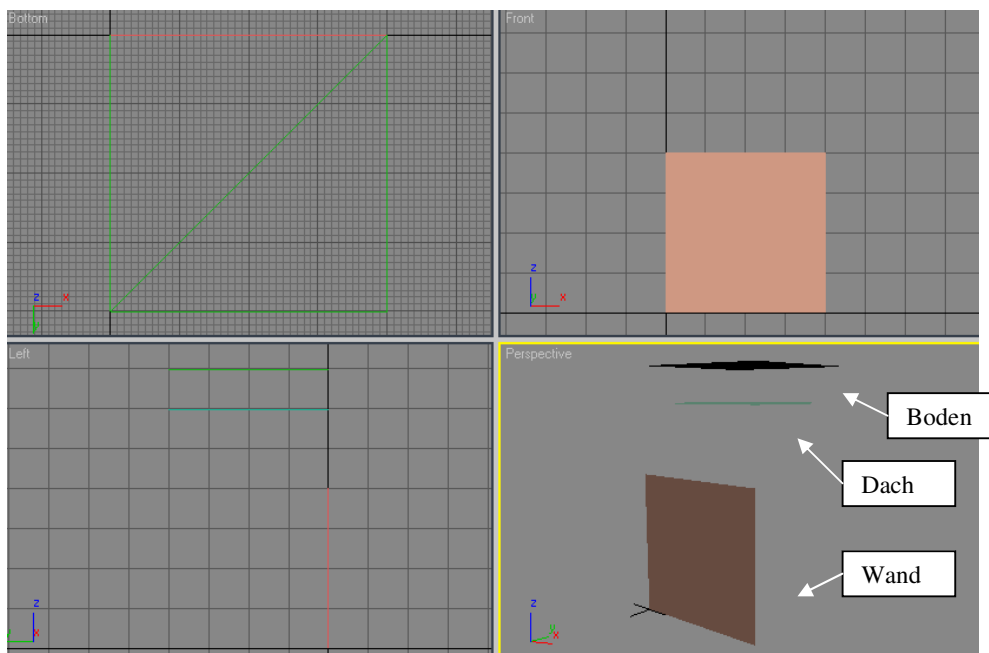 Bottom
Front
z
x
y
z
y
x
Left
Perspective
Boden
Dach
Wand
z
y
x
z
y
x